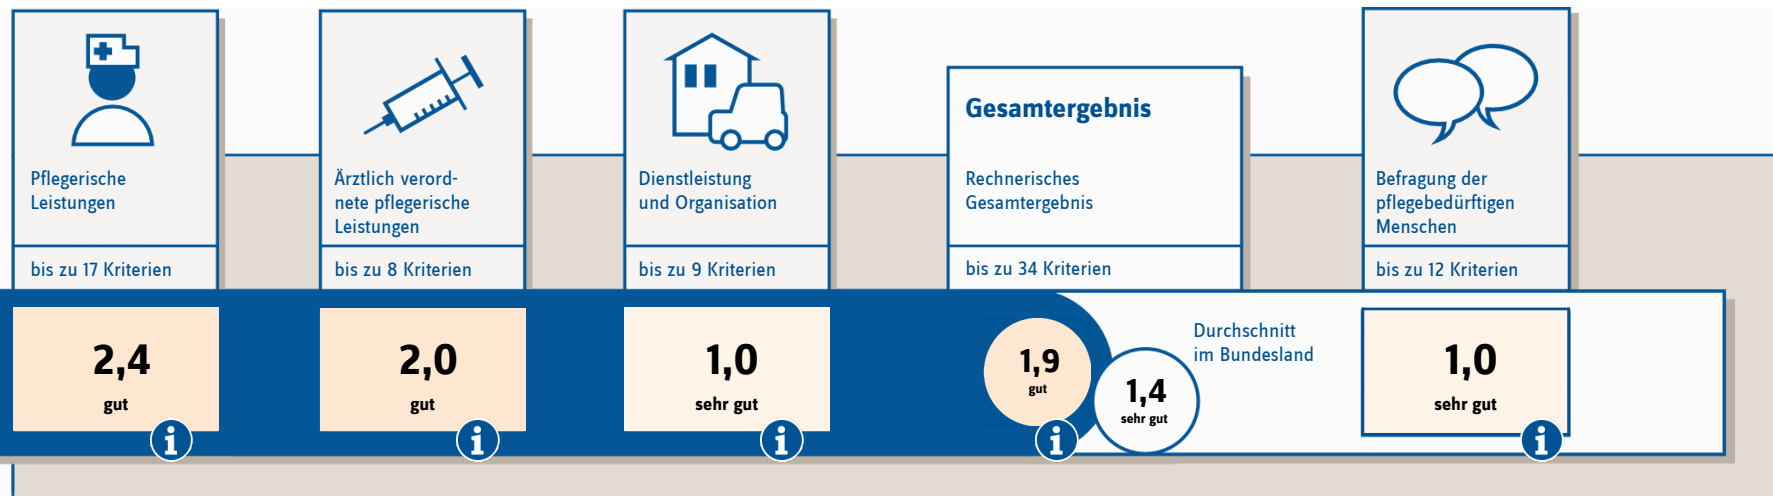 Pflegerische
Leistungen
bis zu 17 Kriterien
2,4
gut
Ärztlich verord-
nete pflegerische
Leistungen
bis zu 8 Kriterien
2,0
gut
Dienstleistung
und Organisation
bis zu 9 Kriterien
1,0
sehr gut
Gesamtergebnis
Rechnerisches
Gesamtergebnis
bis zu 34 Kriterien
1,9
gut
1,4
sehr gut
Durchschnitt
im Bundesland
Befragung der
pflegebedürftigen
Menschen
bis zu 12 Kriterien
1,0
sehr gut
i
i
i
i
i